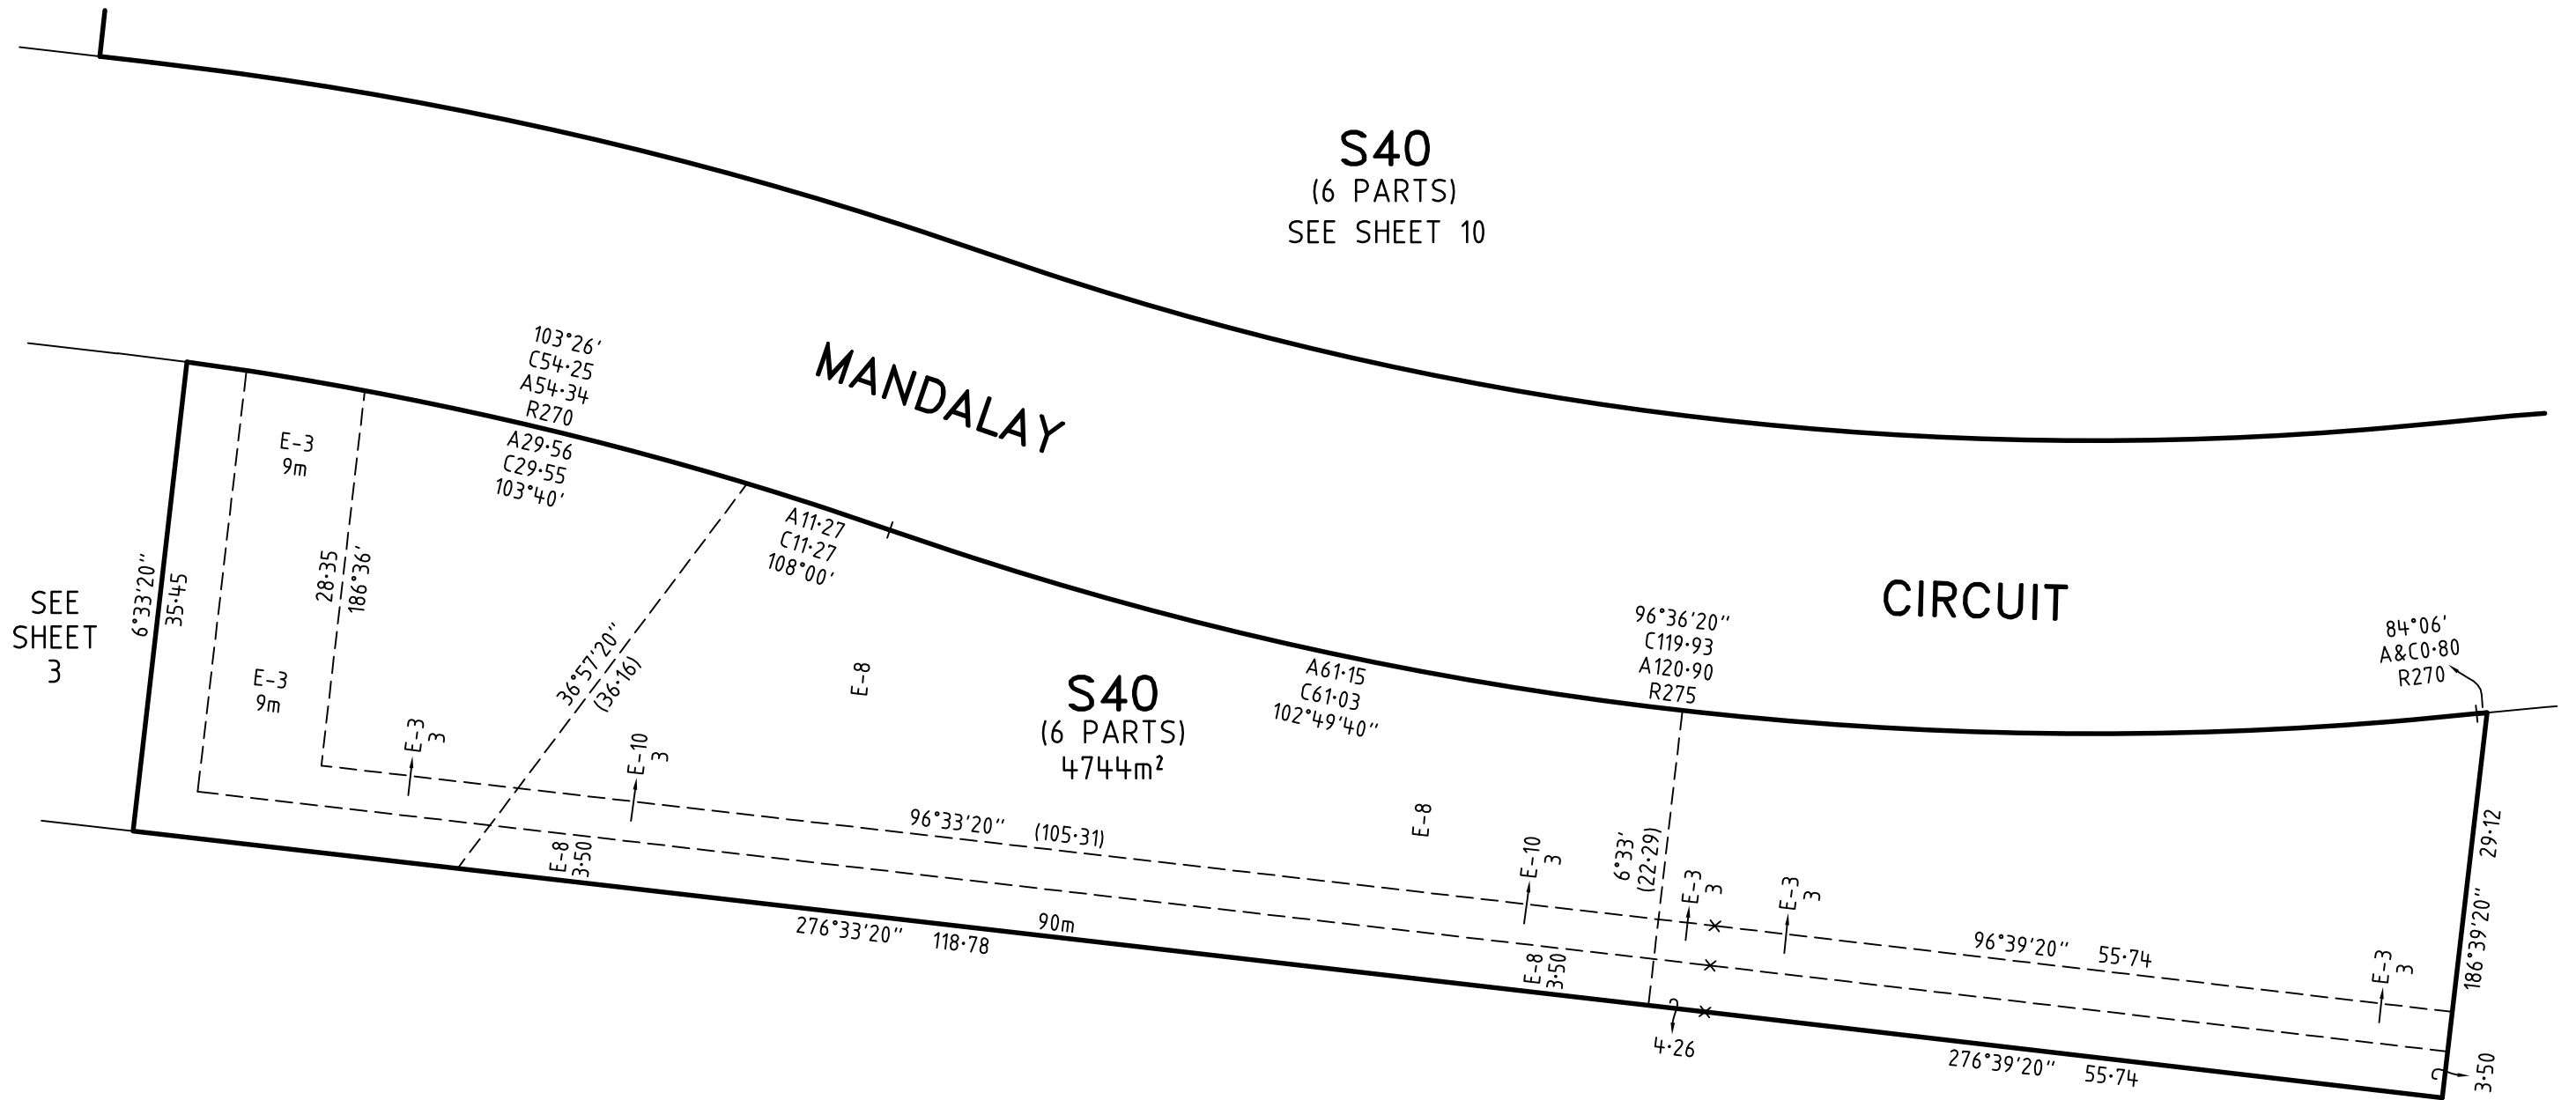 S40
(6 PARTS)
SEE SHEET 10
103°26'
C54·25
A54·34
R270
A29·56
C29·55
103°40'
MANDALAY
CIRCUIT
A11·27
C11·27
108°00'
E-3
9m
28·35
186°36'
6°33'20"
35·45
SEE
SHEET
3
E-3
9m
36°57'20"
(36·16)
E-8
S40
(6 PARTS)
4744m²
A61·15
C61·03
102°49'40"
96°36'20"
C119·93
A120·90
R275
84°06'
A&C0·80
R270
E-3
3
E-10
3
96°33'20" (105·31)
E-8
E-10
3
6°33'
(22·29)
E-3
3
E-3
3
96°39'20" 55·74
E-3
3
186°39'20" 29·12
E-8
3·50
90m
276°33'20" 118·78
E-8
3·50
4·26
276°39'20" 55·74
3·50